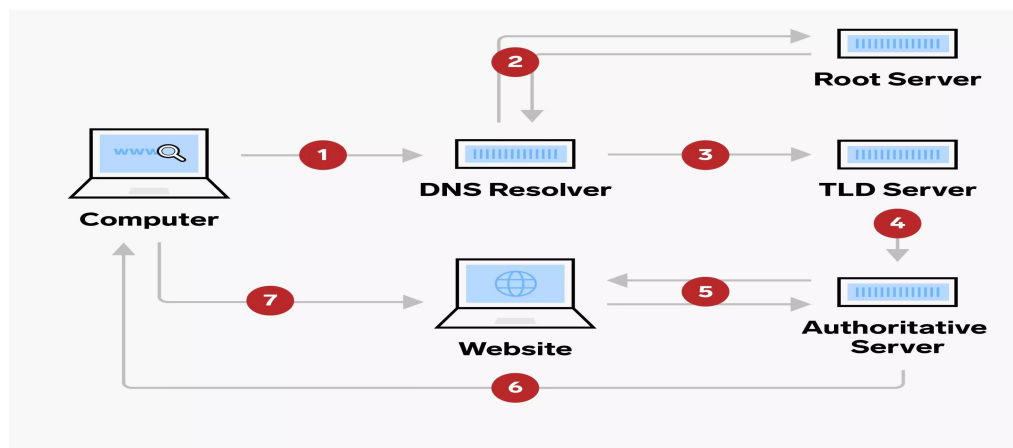 2
Root Server
www
1
DNS Resolver
3
TLD Server
Computer
4
7
Website
5
Authoritative
Server
6